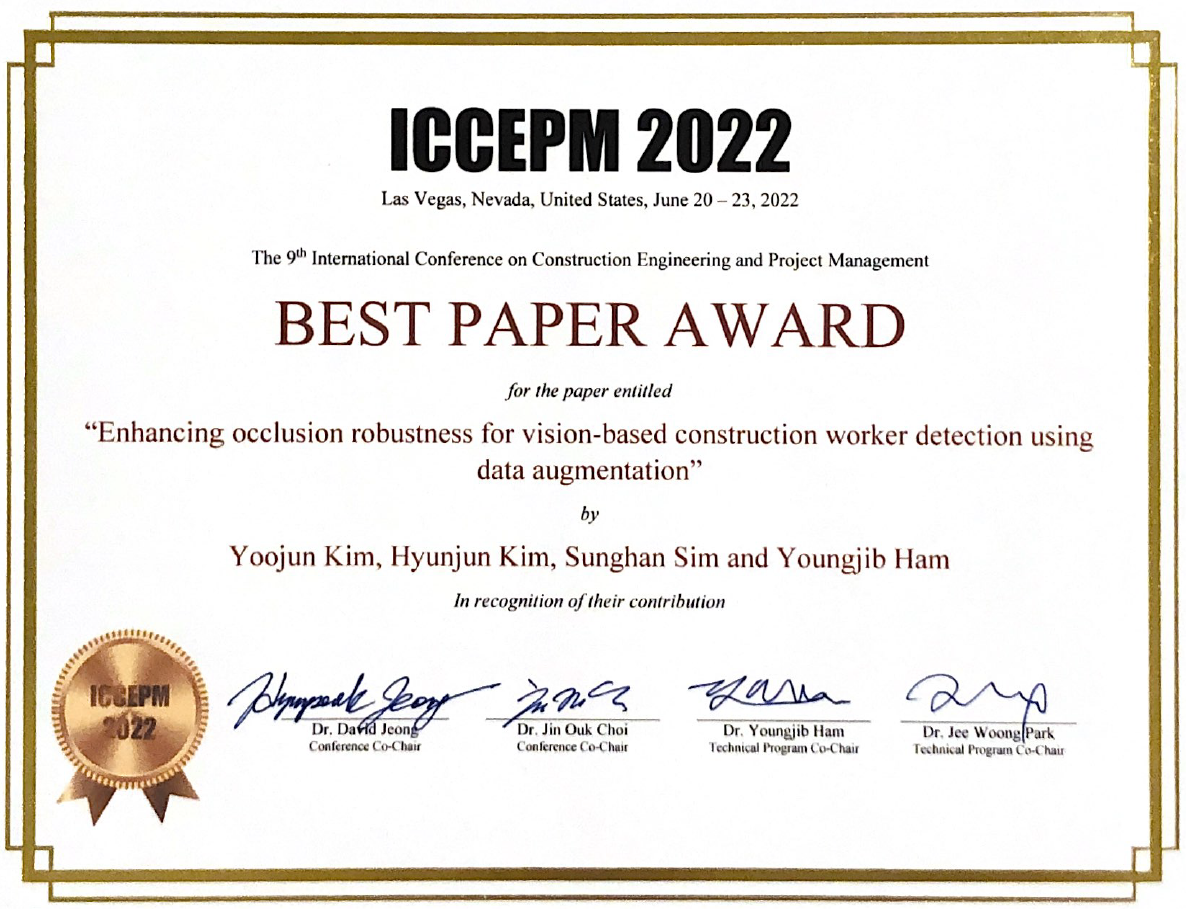 ICCEPM 2022
Las Vegas, Nevada, United States, June 20 – 23, 2022
The 9th International Conference on Construction Engineering and Project Management
BEST PAPER AWARD
for the paper entitled
“Enhancing occlusion robustness for vision-based construction worker detection using
data augmentation”
by
Yoojun Kim, Hyunjun Kim, Sunghan Sim and Youngjib Ham
In recognition of their contribution
ICCEPM
2022
Dr. David Jeong
Conference Co-Chair
Dr. Jin Ouk Choi
Conference Co-Chair
Dr. Youngjib Ham
Technical Program Co-Chair
Dr. Jee Woong Park
Technical Program Co-Chair